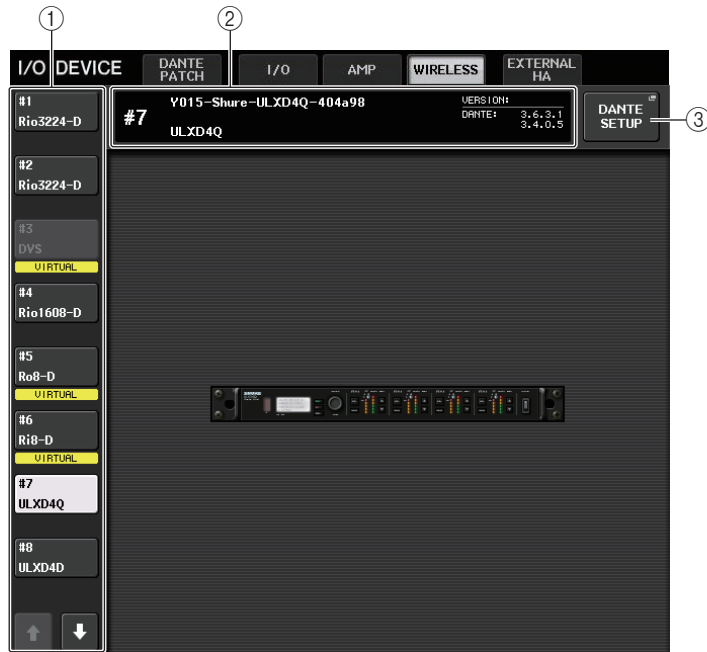 ① ②
I/O DEVICE
DANTE PATCH
I/O
AMP
WIRELESS
EXTERNAL HA
#1
Rio3224-D
#2
Rio3224-D
#3
DVS
VIRTUAL
#4
Rio1608-D
#5
Ro8-D
VIRTUAL
#6
Ri8-D
VIRTUAL
#7
ULXD4Q
#8
ULXD4D
#7
Y015-Shure-ULXD4Q-404a98
ULXD4Q
VERSION:
DANTE: 3.6.3.1
3.4.0.5
DANTE SETUP
③
SHURE